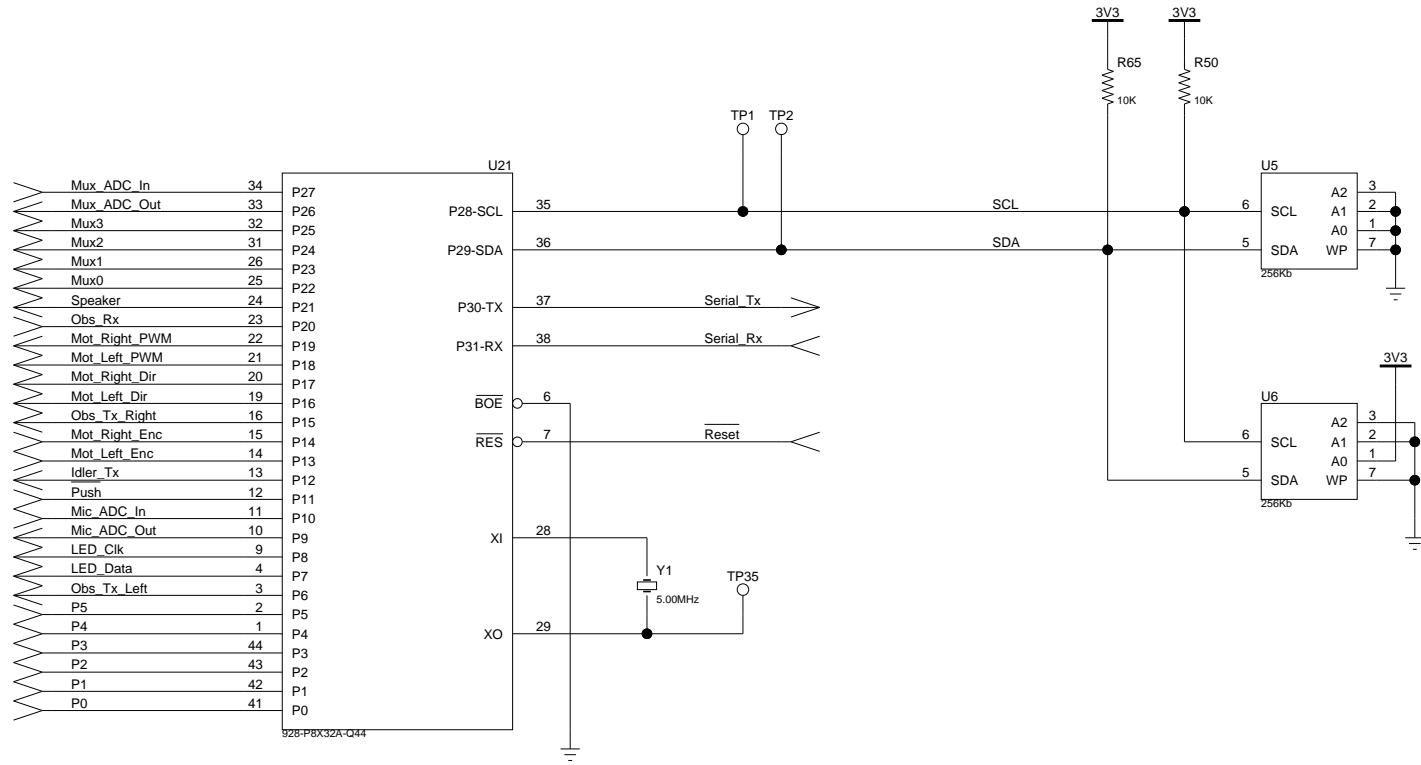 3V3 3V3
R65 R50
10K 10K
TP1 TP2
U21 U5
Mux_ADC_In 34 P27
Mux_ADC_Out 33 P26
Mux3 32 P25
Mux2 31 P24
Mux1 26 P23
Mux0 25 P22
Speaker 24 P21
Obs_Rx 23 P20
Mot_Right_PWM 22 P19
Mot_Left_PWM 21 P18
Mot_Right_Dir 20 P17
Mot_Left_Dir 19 P16
Obs_Tx_Right 16 P15
Mot_Right_Enc 15 P14
Mot_Left_Enc 14 P13
Idler_Tx 13 P12
Push 12 P11
Mic_ADC_In 11 P10
Mic_ADC_Out 10 P9
LED_Clk 9 P8
LED_Data 4 P7
Obs_Tx_Left 3 P6
P5 2 P5
P4 1 P4
P3 44 P3
P2 43 P2
P1 42 P1
P0 41 P0
928-P8X32A-Q44
P28-SCL 35 SCL
P29-SDA 36 SDA
P30-TX 37 Serial_Tx
P31-RX 38 Serial_Rx
BOE 6
RES 7 Reset
XI 28
Y1
5.00MHz
TP35
XO 29
A2 3
6 SCL A1 2
A0 1
5 SDA WP 7
256Kb
3V3
U6
A2 3
6 SCL A1 2
A0 1
5 SDA WP 7
256Kb